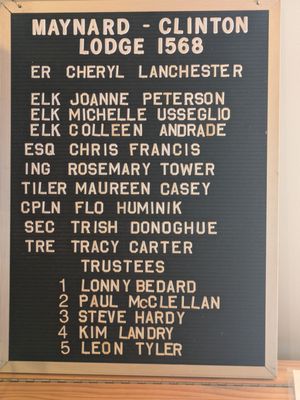 MAYNARD - CLINTON
LODGE 1568
ER CHERYL LANCHESTER
ELK JOANNE PETERSON
ELK MICHELLE USSEGLIO
ELK COLLEEN ANDRADE
ESQ CHRIS FRANCIS
ING ROSEMARY TOWER
TILER MAUREEN CASEY
CPLN FLO HUMINIK
SEC TRISH DONOGHUE
TRE TRACY CARTER
TRUSTEES
1 LONNY BEDARD
2 PAUL McCLELLAN
3 STEVE HARDY
4 KIM LANDRY
5 LEON TYLER